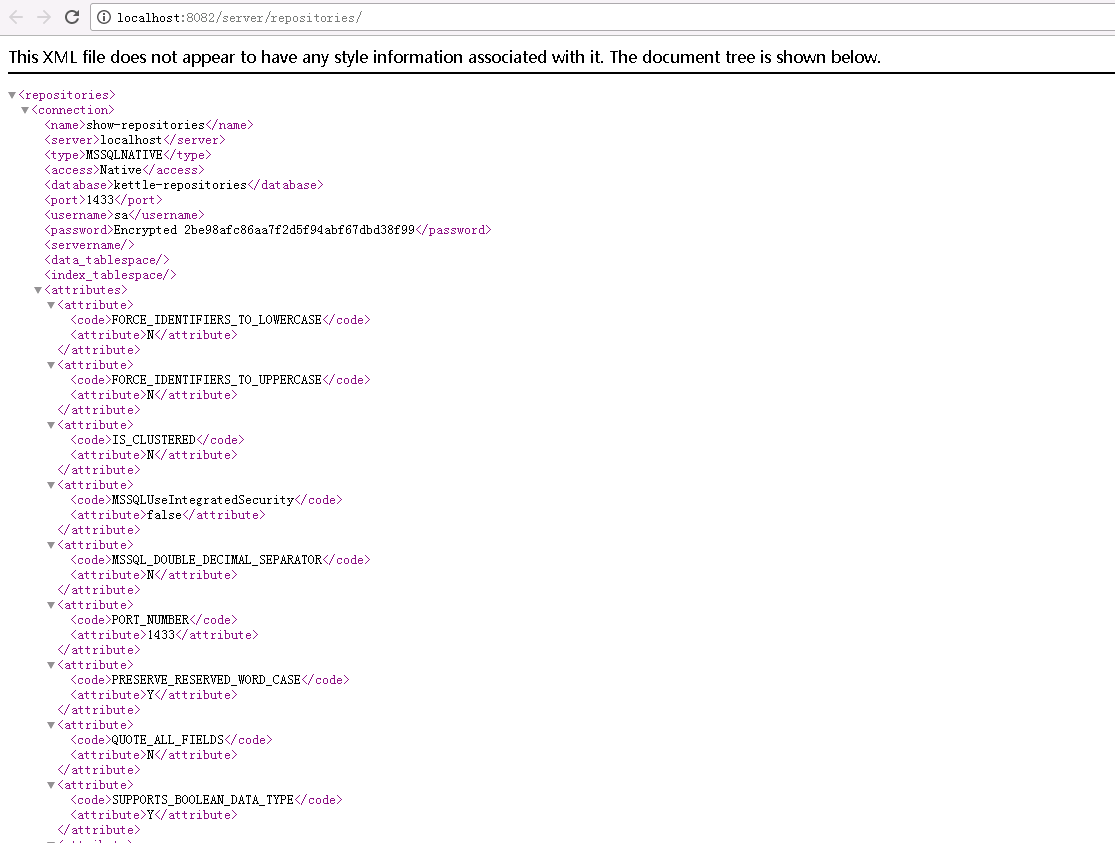 localhost:8082/server/repositories/
This XML file does not appear to have any style information associated with it. The document tree is shown below.
▼<repositories>
▼<connection>
<name>show-repositories</name>
<server>localhost</server>
<type>MSSQLNATIVE</type>
<access>Native</access>
<database>kettle-repositories</database>
<port>1433</port>
<username>sa</username>
<password>Encrypted 2be98afc86aa7f2d5f94abf67dbd38f99</password>
<servername/>
<data_tablespace/>
<index_tablespace/>
▼<attributes>
▼<attribute>
<code>FORCE_IDENTIFIERS_TO_LOWERCASE</code>
<attribute>N</attribute>
</attribute>
▼<attribute>
<code>FORCE_IDENTIFIERS_TO_UPPERCASE</code>
<attribute>N</attribute>
</attribute>
▼<attribute>
<code>IS_CLUSTERED</code>
<attribute>N</attribute>
</attribute>
▼<attribute>
<code>MSSQLUseIntegratedSecurity</code>
<attribute>false</attribute>
</attribute>
▼<attribute>
<code>MSSQL_DOUBLE_DECIMAL_SEPARATOR</code>
<attribute>N</attribute>
</attribute>
▼<attribute>
<code>PORT_NUMBER</code>
<attribute>1433</attribute>
</attribute>
▼<attribute>
<code>PRESERVE_RESERVED_WORD_CASE</code>
<attribute>Y</attribute>
</attribute>
▼<attribute>
<code>QUOTE_ALL_FIELDS</code>
<attribute>N</attribute>
</attribute>
▼<attribute>
<code>SUPPORTS_BOOLEAN_DATA_TYPE</code>
<attribute>Y</attribute>
</attribute>